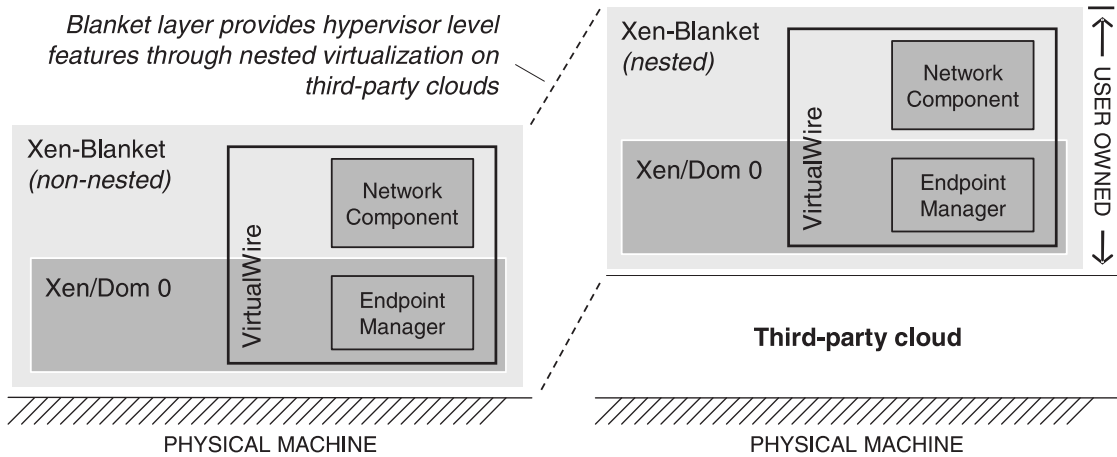 Blanket layer provides hypervisor level
features through nested virtualization on
third-party clouds
Xen-Blanket
(non-nested)
Network
Component
VirtualWire
Xen/Dom 0
Endpoint
Manager
PHYSICAL MACHINE
Xen-Blanket
(nested)
Network
Component
VirtualWire
Xen/Dom 0
Endpoint
Manager
USER OWNED
Third-party cloud
PHYSICAL MACHINE